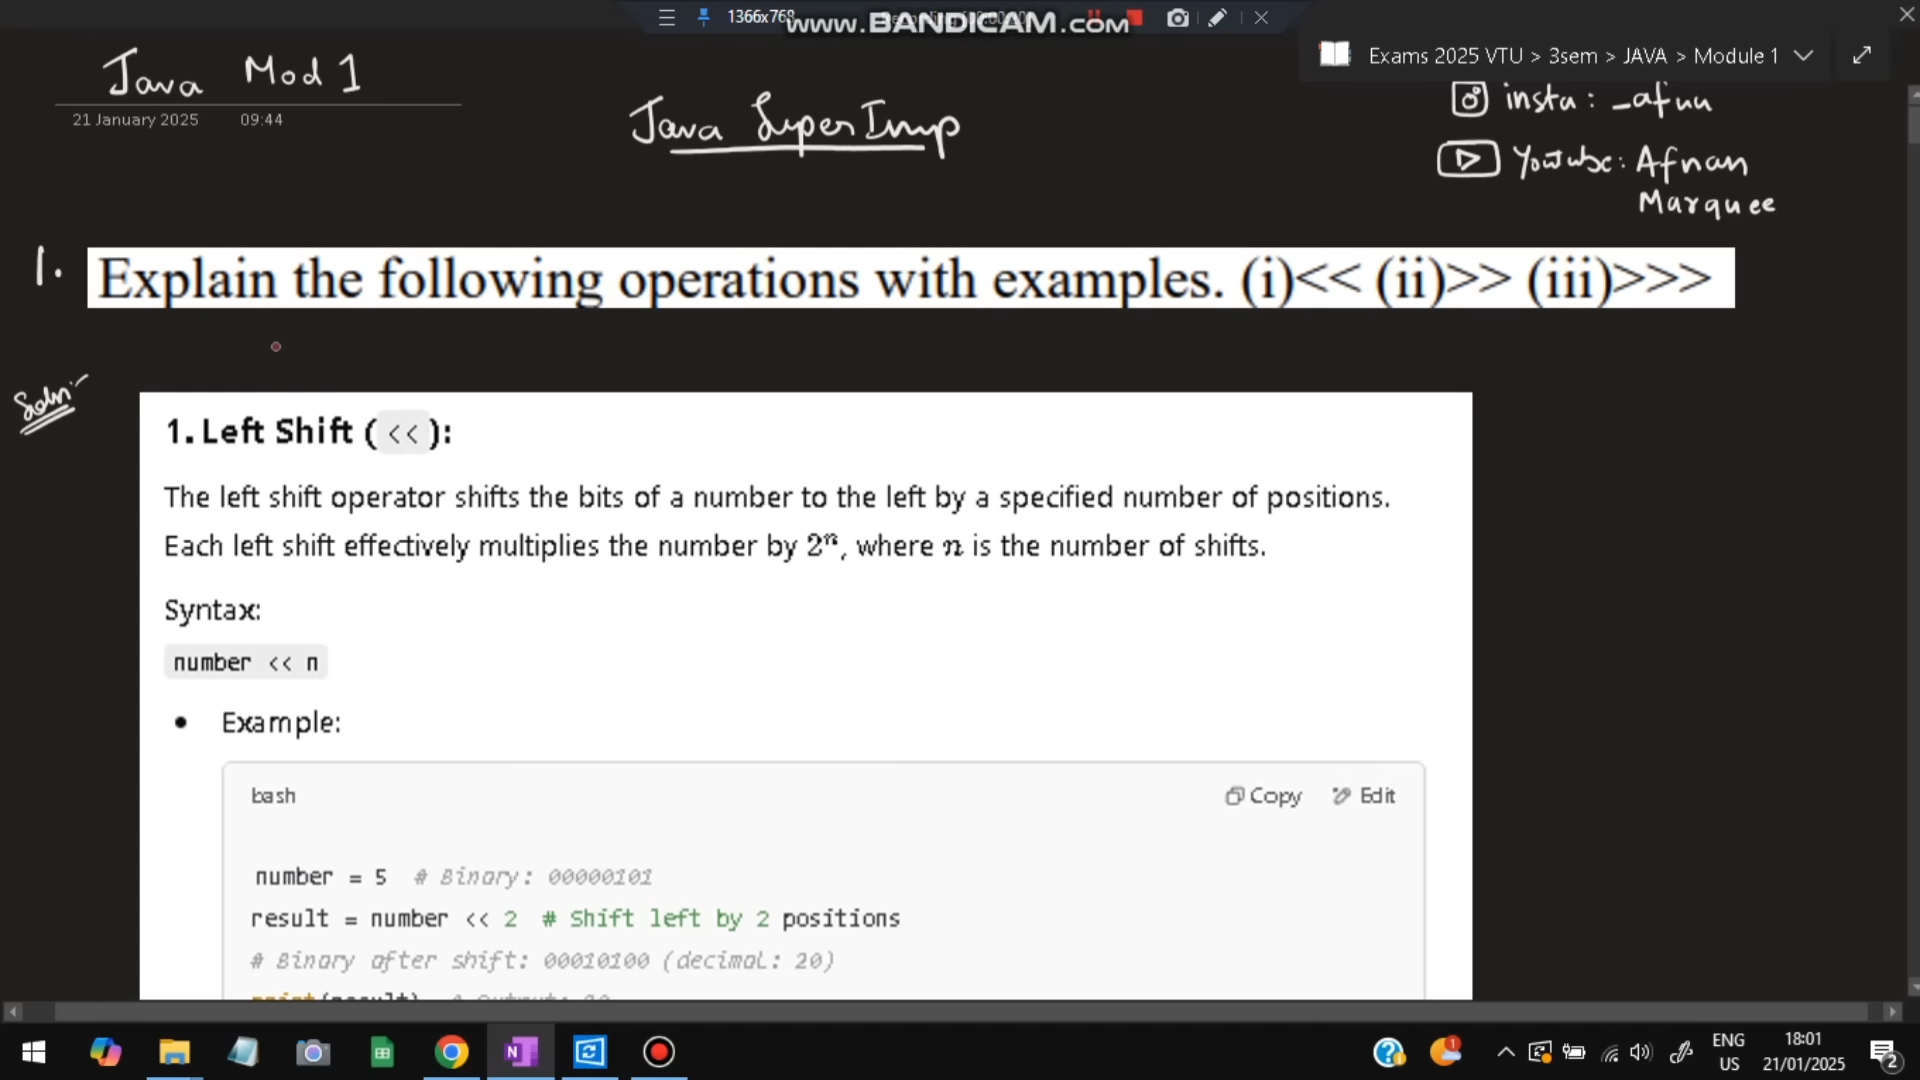 1366x768
www.BANDICAM.com
Exams 2025 VTU > 3sem > JAVA > Module 1
Java Mod 1
21 January 2025 09:44
Java Super Imp
insta: _afuu
Youtube: Afnan
Marquee
1.
Explain the following operations with examples. (i)<< (ii)>> (iii)>>>
Soln:-
1. Left Shift ( << ):
The left shift operator shifts the bits of a number to the left by a specified number of positions.
Each left shift effectively multiplies the number by 2ⁿ, where n is the number of shifts.
Syntax:
number << n
• Example:
bash
Copy Edit
number = 5 # Binary: 00000101
result = number << 2 # Shift left by 2 positions
# Binary after shift: 00010100 (decimal: 20)
ENG
US
18:01
21/01/2025